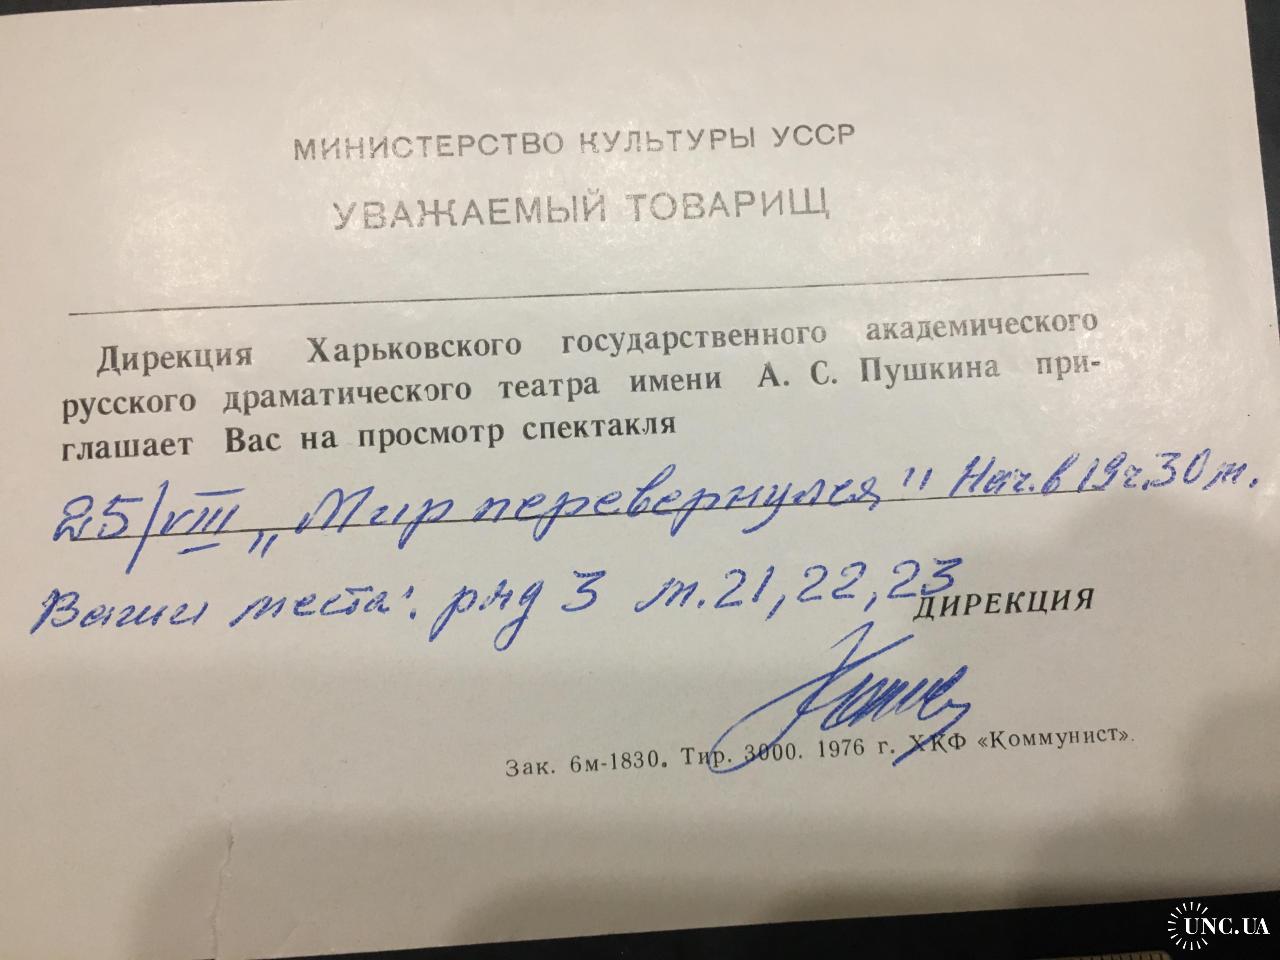 МИНИСТЕРСТВО КУЛЬТУРЫ УССР
УВАЖАЕМЫЙ ТОВАРИЩ
Дирекция Харьковского государственного академического
русского драматического театра имени А. С. Пушкина при-
глашает Вас на просмотр спектакля
25/VIII „Мир перевернулся" Нач. в 19 ч. 30 м.
Ваши места: ряд 3 м. 21, 22, 23
ДИРЕКЦИЯ
Зак. 6м-1830. Тир. 3000. 1976 г. ХКФ «Коммунист».
UNC.UA